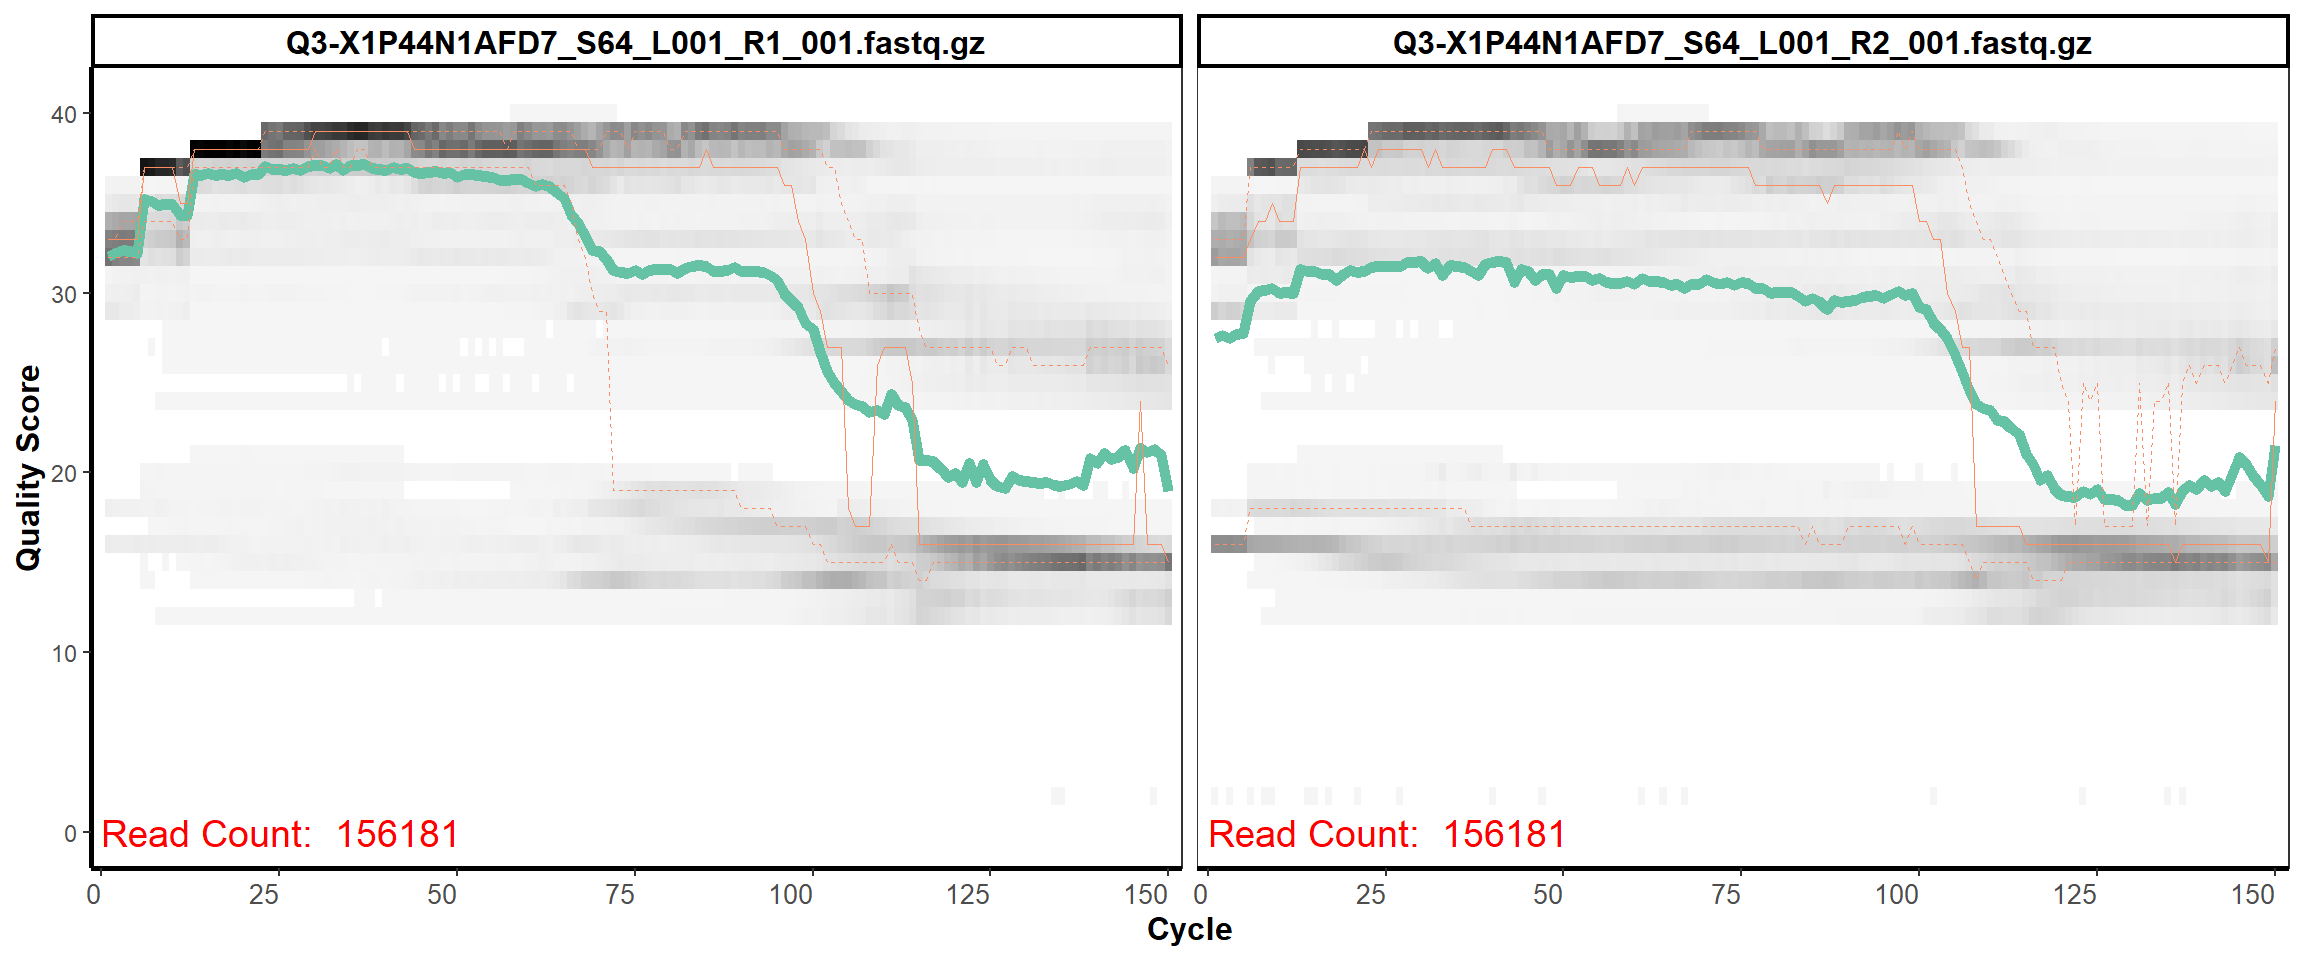 Q3-X1P44N1AFD7_S64_L001_R1_001.fastq.gz
Q3-X1P44N1AFD7_S64_L001_R2_001.fastq.gz
Quality Score
40
30
20
10
0
Read Count: 156181
Read Count: 156181
0 25 50 75 100 125 150
0 25 50 75 100 125 150
Cycle